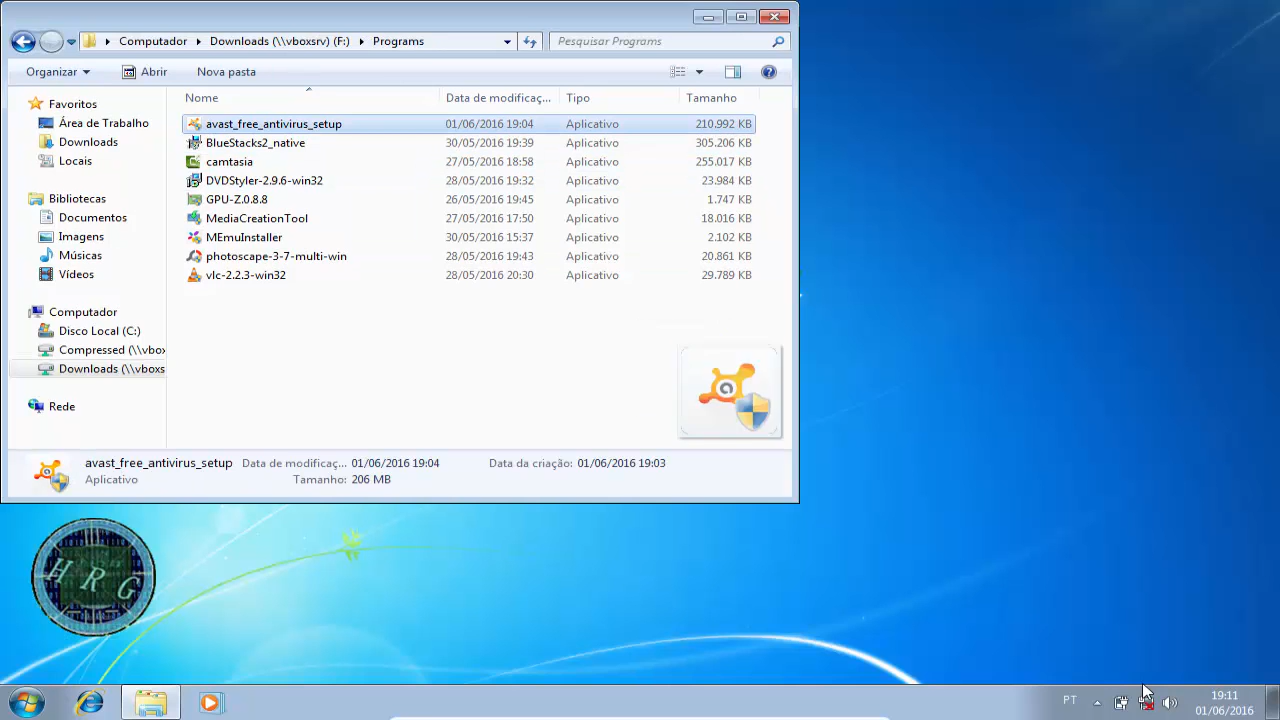 Computador Downloads (\\vboxsrv) (F:) Programs
Pesquisar Programs
Organizar Abrir Nova pasta
Nome Data de modificaç... Tipo Tamanho
avast_free_antivirus_setup 01/06/2016 19:04 Aplicativo 210.992 KB
BlueStacks2_native 30/05/2016 19:39 Aplicativo 305.206 KB
camtasia 27/05/2016 18:58 Aplicativo 255.017 KB
DVDStyler-2.9.6-win32 28/05/2016 19:32 Aplicativo 23.984 KB
GPU-Z.0.8.8 26/05/2016 19:45 Aplicativo 1.747 KB
MediaCreationTool 27/05/2016 17:50 Aplicativo 18.016 KB
MEmuInstaller 30/05/2016 15:37 Aplicativo 2.102 KB
photoscape-3-7-multi-win 28/05/2016 19:43 Aplicativo 20.861 KB
vlc-2.2.3-win32 28/05/2016 20:30 Aplicativo 29.789 KB
Favoritos
Área de Trabalho
Downloads
Locais
Bibliotecas
Documentos
Imagens
Músicas
Vídeos
Computador
Disco Local (C:)
Compressed (\\vbox
Downloads (\\vboxs
Rede
avast_free_antivirus_setup Data de modificaç... 01/06/2016 19:04 Data da criação: 01/06/2016 19:03
Aplicativo Tamanho: 206 MB
HRG
PT
19:11
01/06/2016